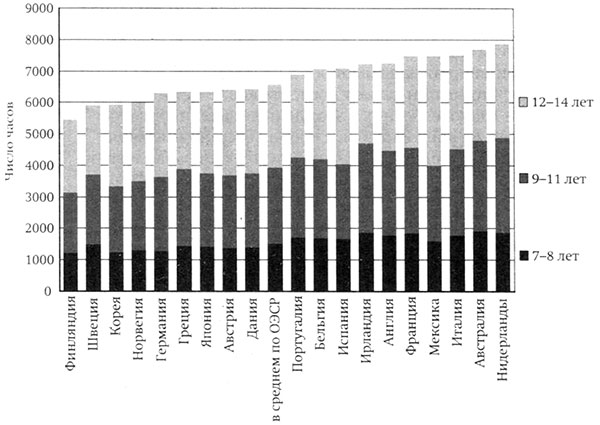 Число часов
9000
8000
7000
6000
5000
4000
3000
2000
1000
0
12–14 лет
9–11 лет
7–8 лет
Финляндия
Швеция
Корея
Норвегия
Германия
Греция
Япония
Австрия
Дания
в среднем по ОЭСР
Португалия
Бельгия
Испания
Ирландия
Англия
Франция
Мексика
Италия
Австралия
Нидерланды